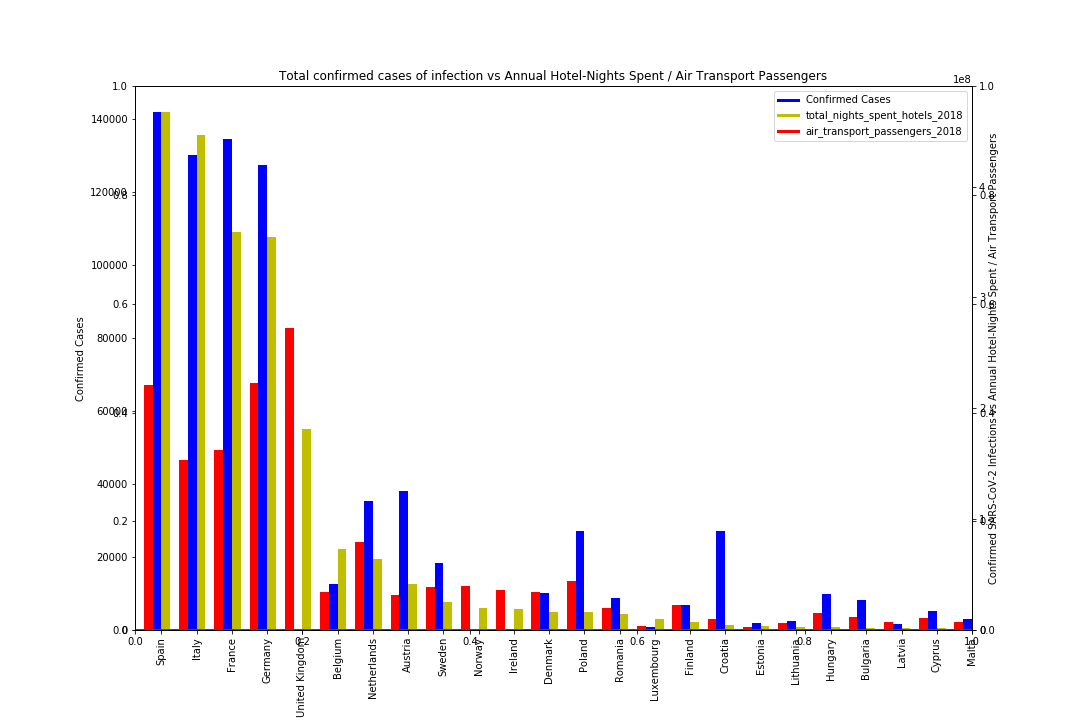 Total confirmed cases of infection vs Annual Hotel-Nights Spent / Air Transport Passengers
1e8
Confirmed Cases
total_nights_spent_hotels_2018
air_transport_passengers_2018
1.0
140000
120000
0.8
100000
0.6
80000
60000
0.4
40000
0.2
20000
0.0
Confirmed Cases
1.0
4
0.8
3
0.6
2
0.4
1
0.2
0
0.0
Confirmed SARS-CoV-2 Infections vs Annual Hotel-Nights Spent / Air Transport Passengers
0.0
0.2
0.4
0.6
0.8
1.0
Spain
Italy
France
Germany
United Kingdom
Belgium
Netherlands
Austria
Sweden
Norway
Ireland
Denmark
Poland
Romania
Luxembourg
Finland
Croatia
Estonia
Lithuania
Hungary
Bulgaria
Latvia
Cyprus
Malta